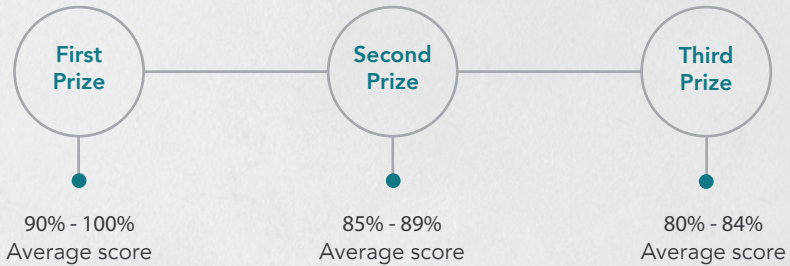 First
Prize
Second
Prize
Third
Prize
90% - 100%
Average score
85% - 89%
Average score
80% - 84%
Average score